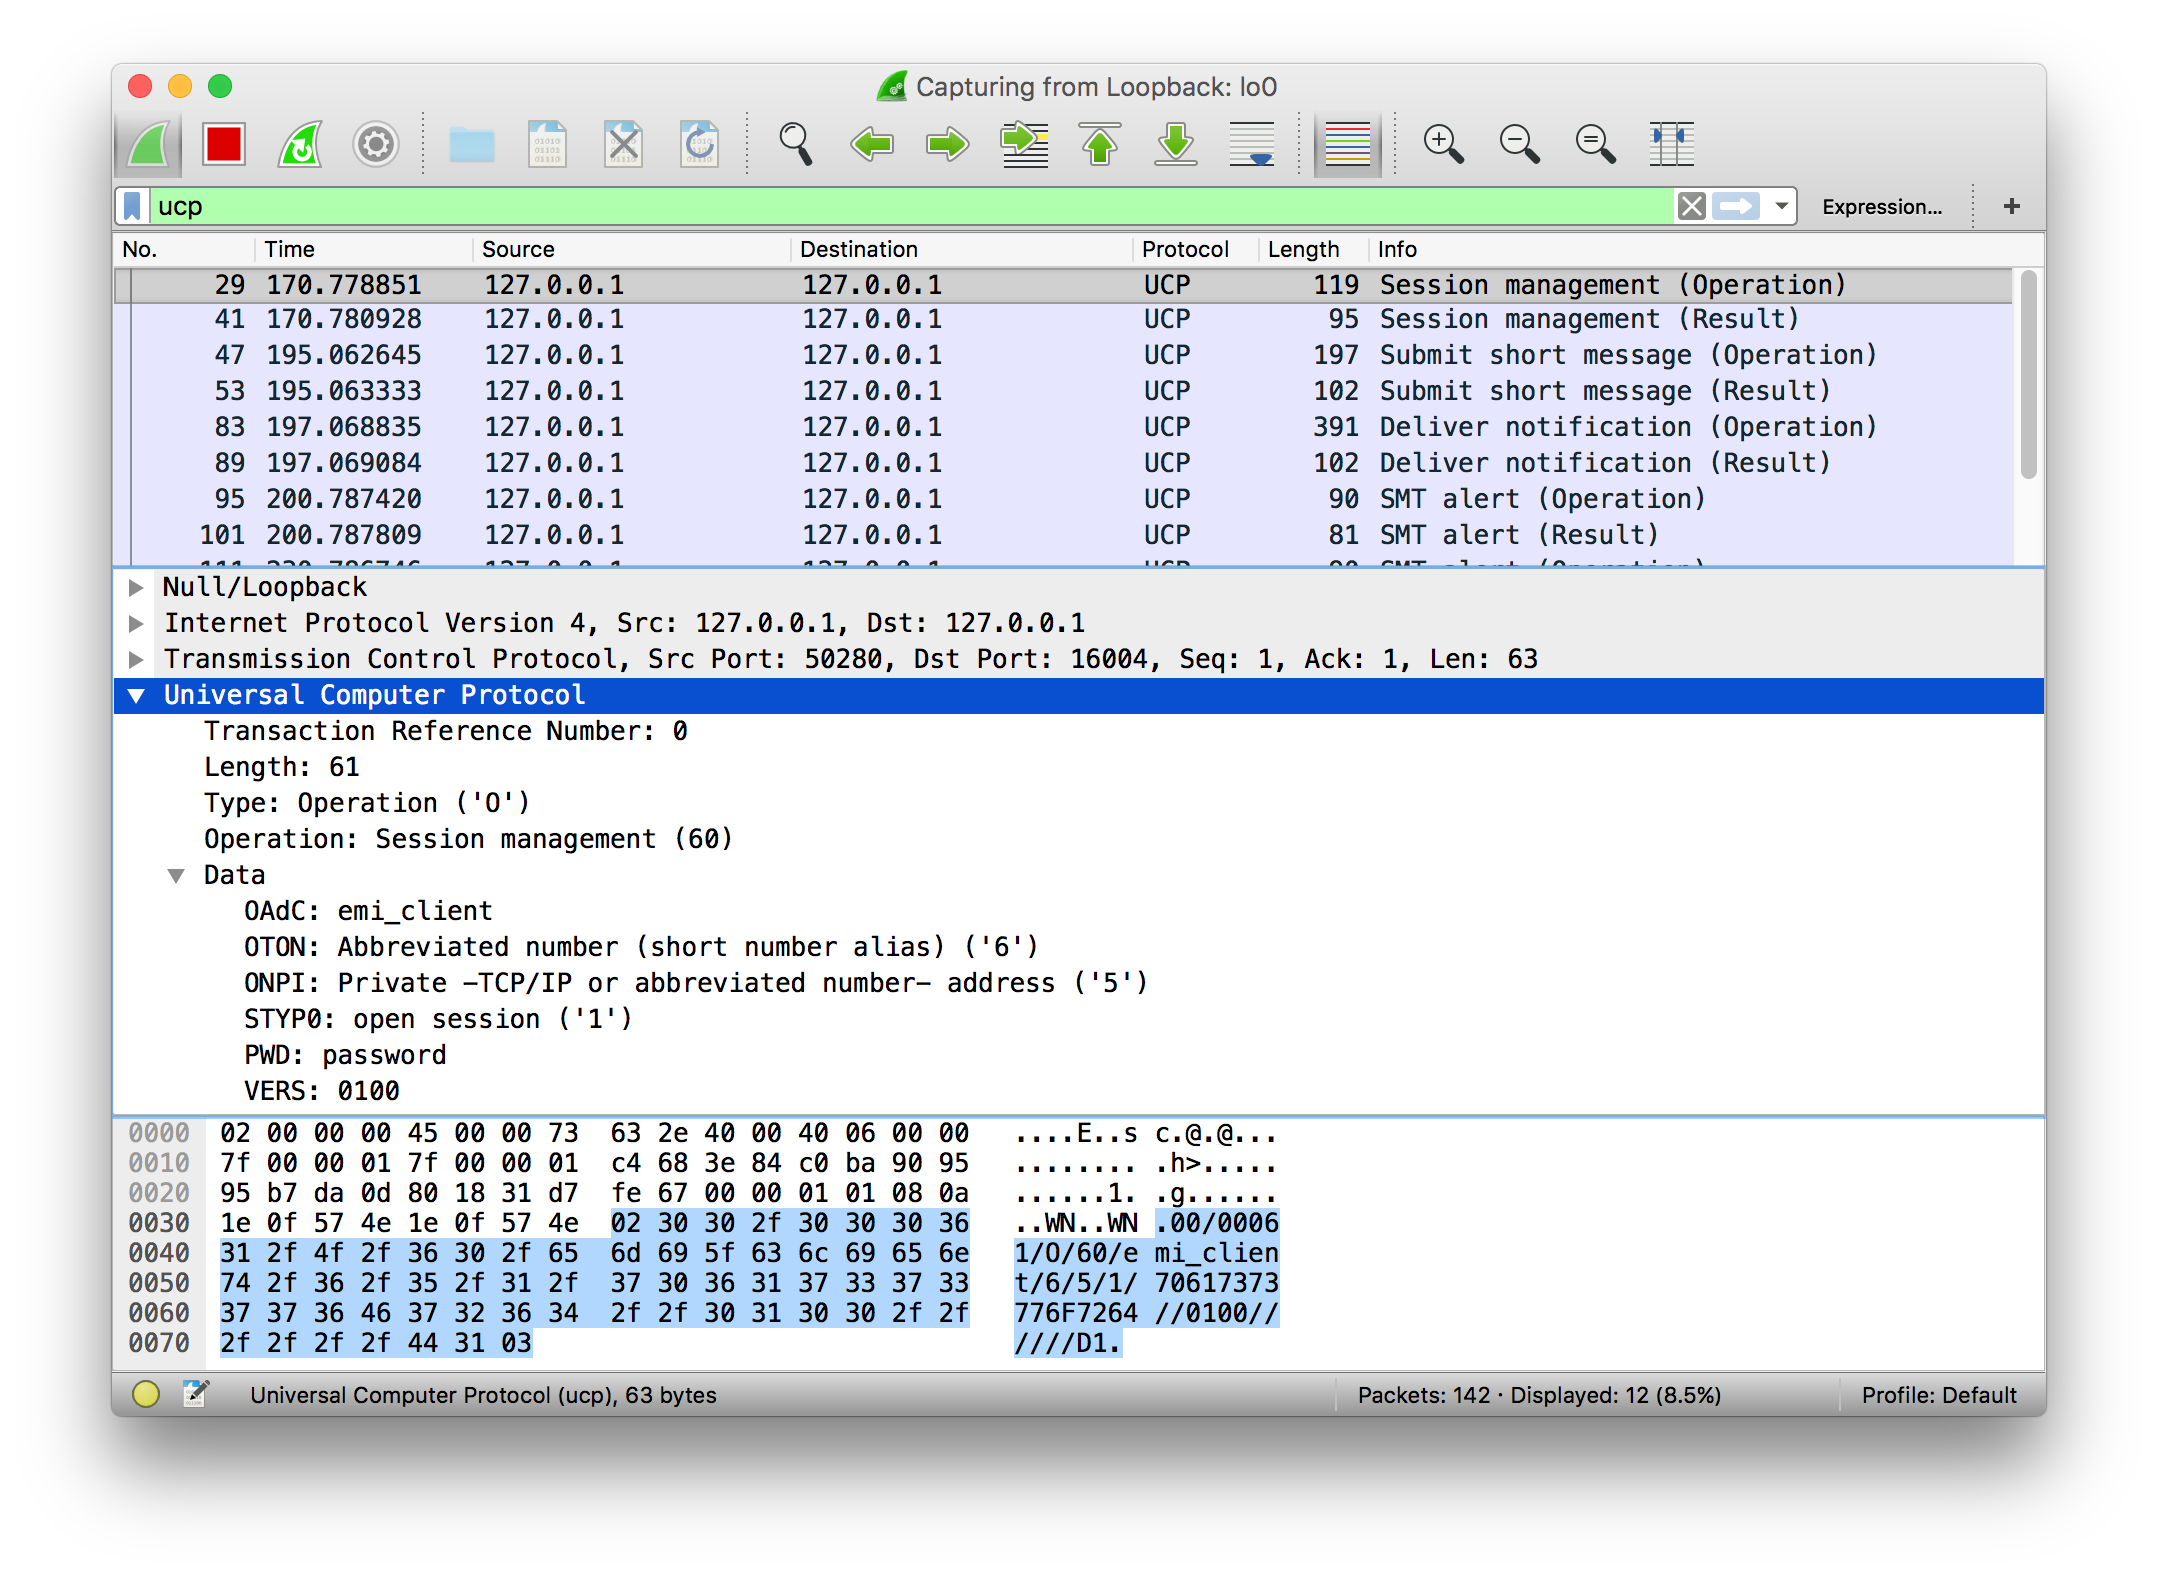 Capturing from Loopback: lo0
ucp
Expression... +
No. Time Source Destination Protocol Length Info
29 170.778851 127.0.0.1 127.0.0.1 UCP 119 Session management (Operation)
41 170.780928 127.0.0.1 127.0.0.1 UCP 95 Session management (Result)
47 195.062645 127.0.0.1 127.0.0.1 UCP 197 Submit short message (Operation)
53 195.063333 127.0.0.1 127.0.0.1 UCP 102 Submit short message (Result)
83 197.068835 127.0.0.1 127.0.0.1 UCP 391 Deliver notification (Operation)
89 197.069084 127.0.0.1 127.0.0.1 UCP 102 Deliver notification (Result)
95 200.787420 127.0.0.1 127.0.0.1 UCP 90 SMT alert (Operation)
101 200.787809 127.0.0.1 127.0.0.1 UCP 81 SMT alert (Result)
Null/Loopback
Internet Protocol Version 4, Src: 127.0.0.1, Dst: 127.0.0.1
Transmission Control Protocol, Src Port: 50280, Dst Port: 16004, Seq: 1, Ack: 1, Len: 63
Universal Computer Protocol
Transaction Reference Number: 0
Length: 61
Type: Operation ('O')
Operation: Session management (60)
Data
OAdC: emi_client
OTON: Abbreviated number (short number alias) ('6')
ONPI: Private -TCP/IP or abbreviated number- address ('5')
STYP0: open session ('1')
PWD: password
VERS: 0100
0000 02 00 00 00 45 00 00 73 63 2e 40 00 40 06 00 00 ....E..s c.@.@...
0010 7f 00 00 01 7f 00 00 01 c4 68 3e 84 c0 ba 90 95 ........ .h>.....
0020 95 b7 da 0d 80 18 31 d7 fe 67 00 00 01 01 08 0a ......1. .g......
0030 1e 0f 57 4e 1e 0f 57 4e 02 30 30 2f 30 30 30 36 ..WN..WN .00/0006
0040 31 2f 4f 2f 36 30 2f 65 6d 69 5f 63 6c 69 65 6e 1/O/60/e mi_clien
0050 74 2f 36 2f 35 2f 31 2f 37 30 36 31 37 33 37 33 t/6/5/1/ 70617373
0060 37 37 36 46 37 32 36 34 2f 2f 30 31 30 30 2f 2f 776F7264 //0100//
0070 2f 2f 2f 2f 44 31 03 ////D1.
Universal Computer Protocol (ucp), 63 bytes Packets: 142 · Displayed: 12 (8.5%) Profile: Default